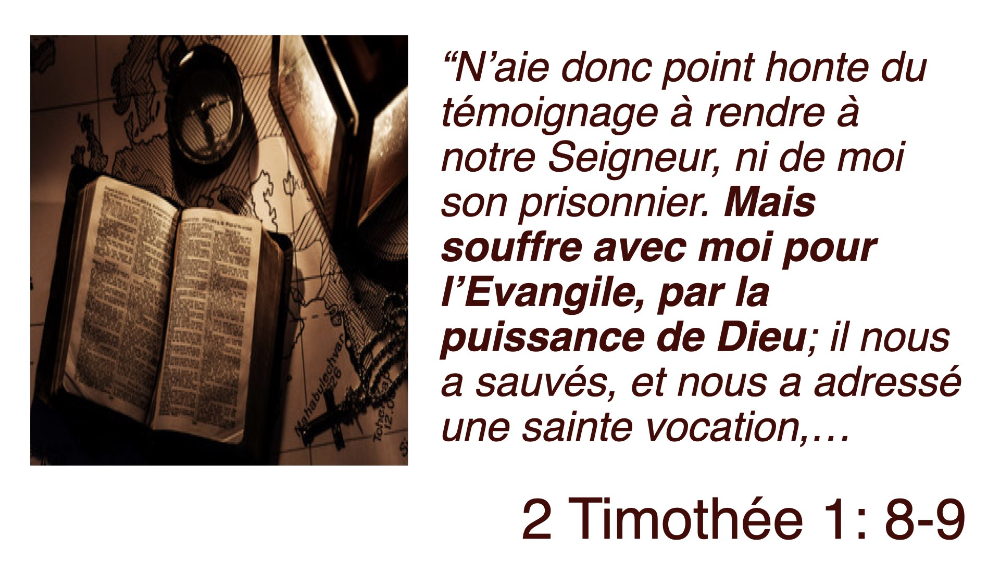 “N’aie donc point honte du
témoignage à rendre à
notre Seigneur, ni de moi
son prisonnier. Mais
souffre avec moi pour
l’Evangile, par la
puissance de Dieu; il nous
a sauvés, et nous a adressé
une sainte vocation,…
2 Timothée 1: 8-9